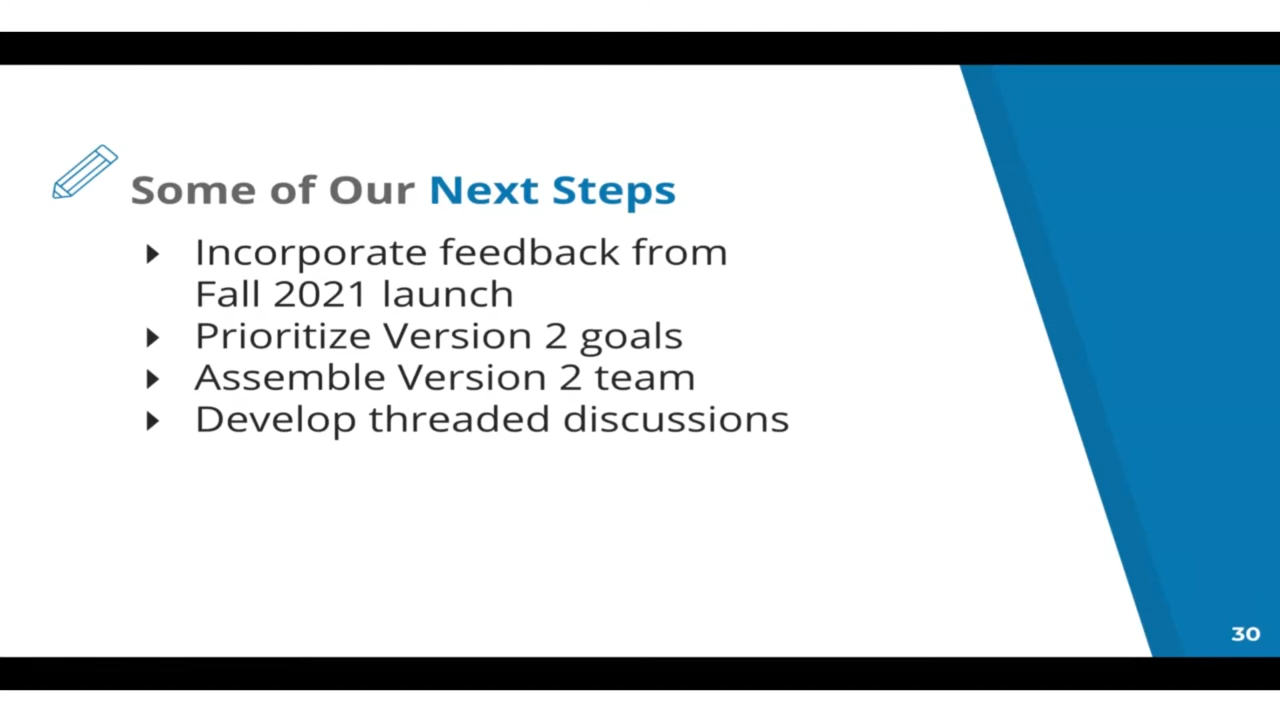 Some of Our Next Steps
Incorporate feedback from
Fall 2021 launch
Prioritize Version 2 goals
Assemble Version 2 team
Develop threaded discussions
30